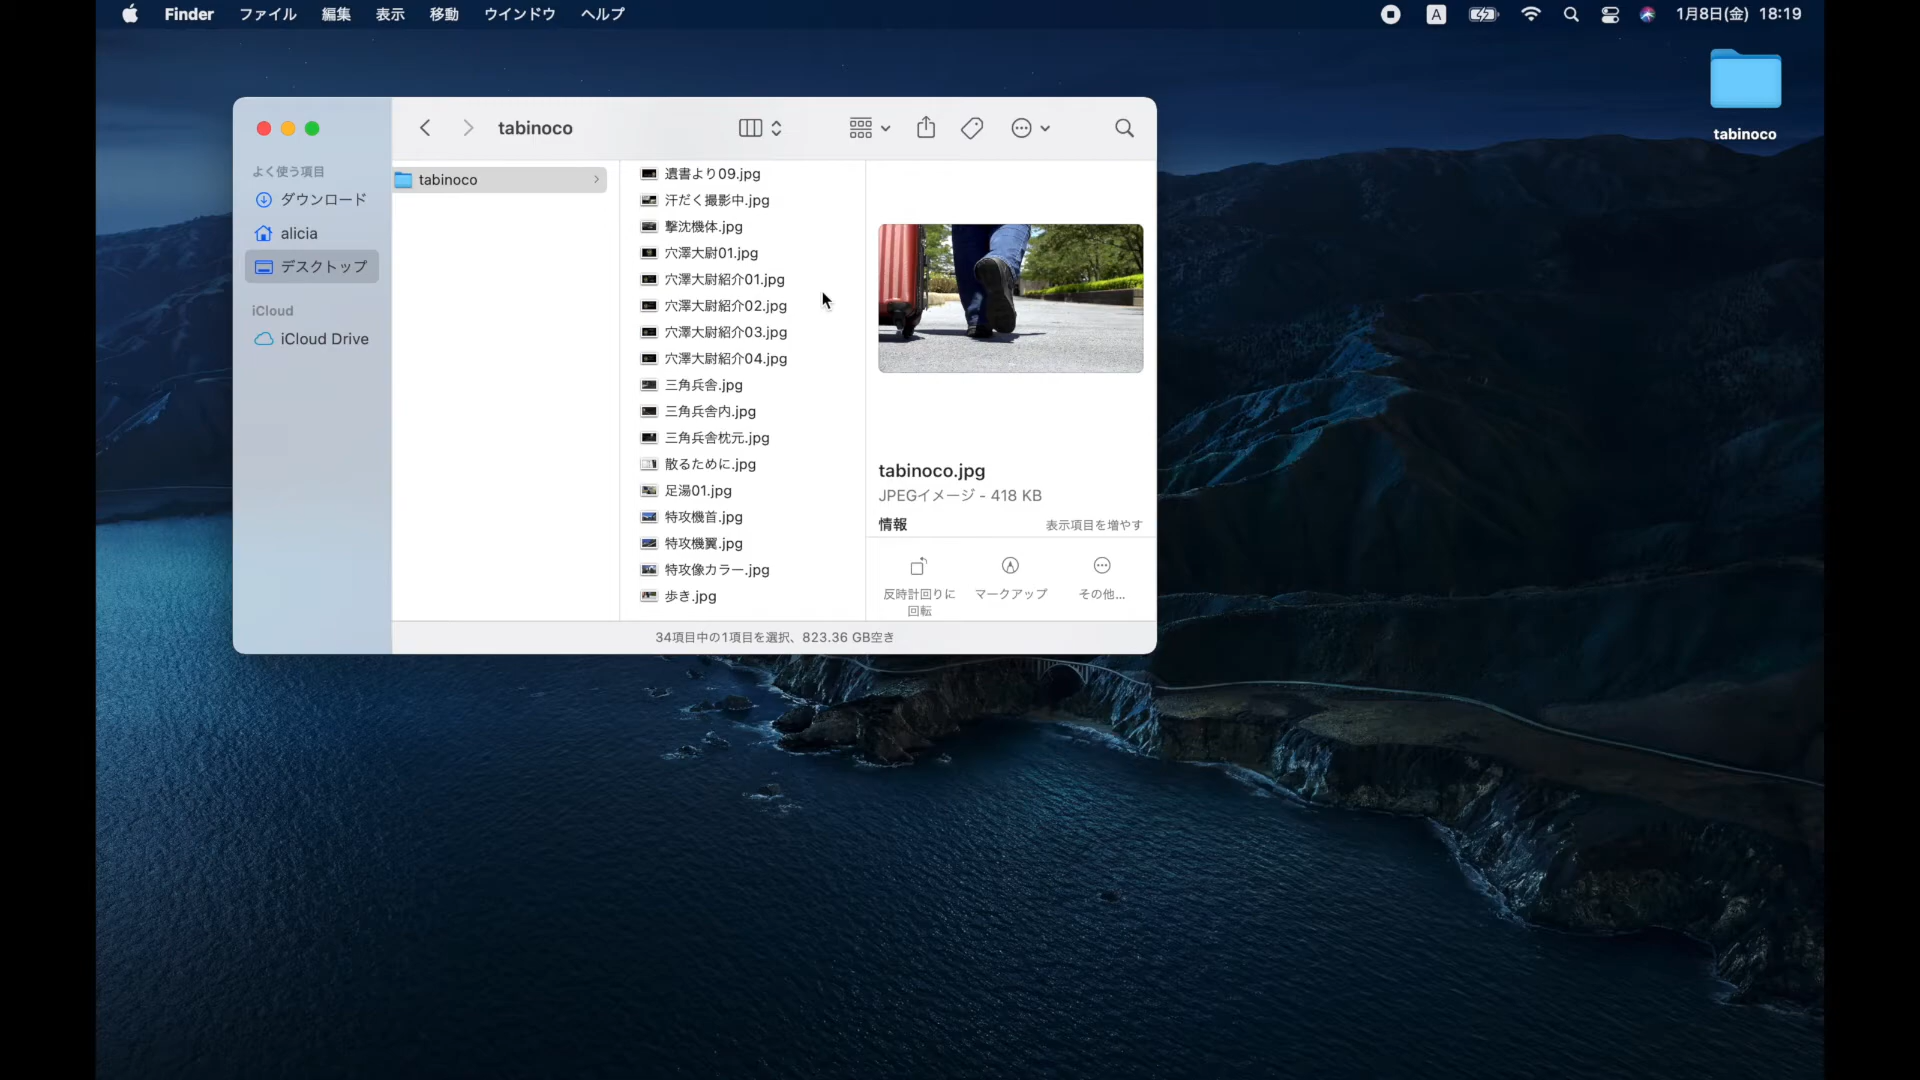 Finder ファイル 編集 表示 移動 ウインドウ ヘルプ A 1月8日(金) 18:19
tabinoco
tabinoco
よく使う項目
ダウンロード
alicia
デスクトップ
iCloud
iCloud Drive
tabinoco
遺書より09.jpg
汗だく撮影中.jpg
撃沈機体.jpg
穴澤大尉01.jpg
穴澤大尉紹介01.jpg
穴澤大尉紹介02.jpg
穴澤大尉紹介03.jpg
穴澤大尉紹介04.jpg
三角兵舎.jpg
三角兵舎内.jpg
三角兵舎枕元.jpg
散るために.jpg
足湯01.jpg
特攻機首.jpg
特攻機翼.jpg
特攻像カラー.jpg
歩き.jpg
tabinoco.jpg
JPEGイメージ - 418 KB
情報 表示項目を増やす
反時計回りに
回転
マークアップ
その他...
34項目中の1項目を選択、823.36 GB空き